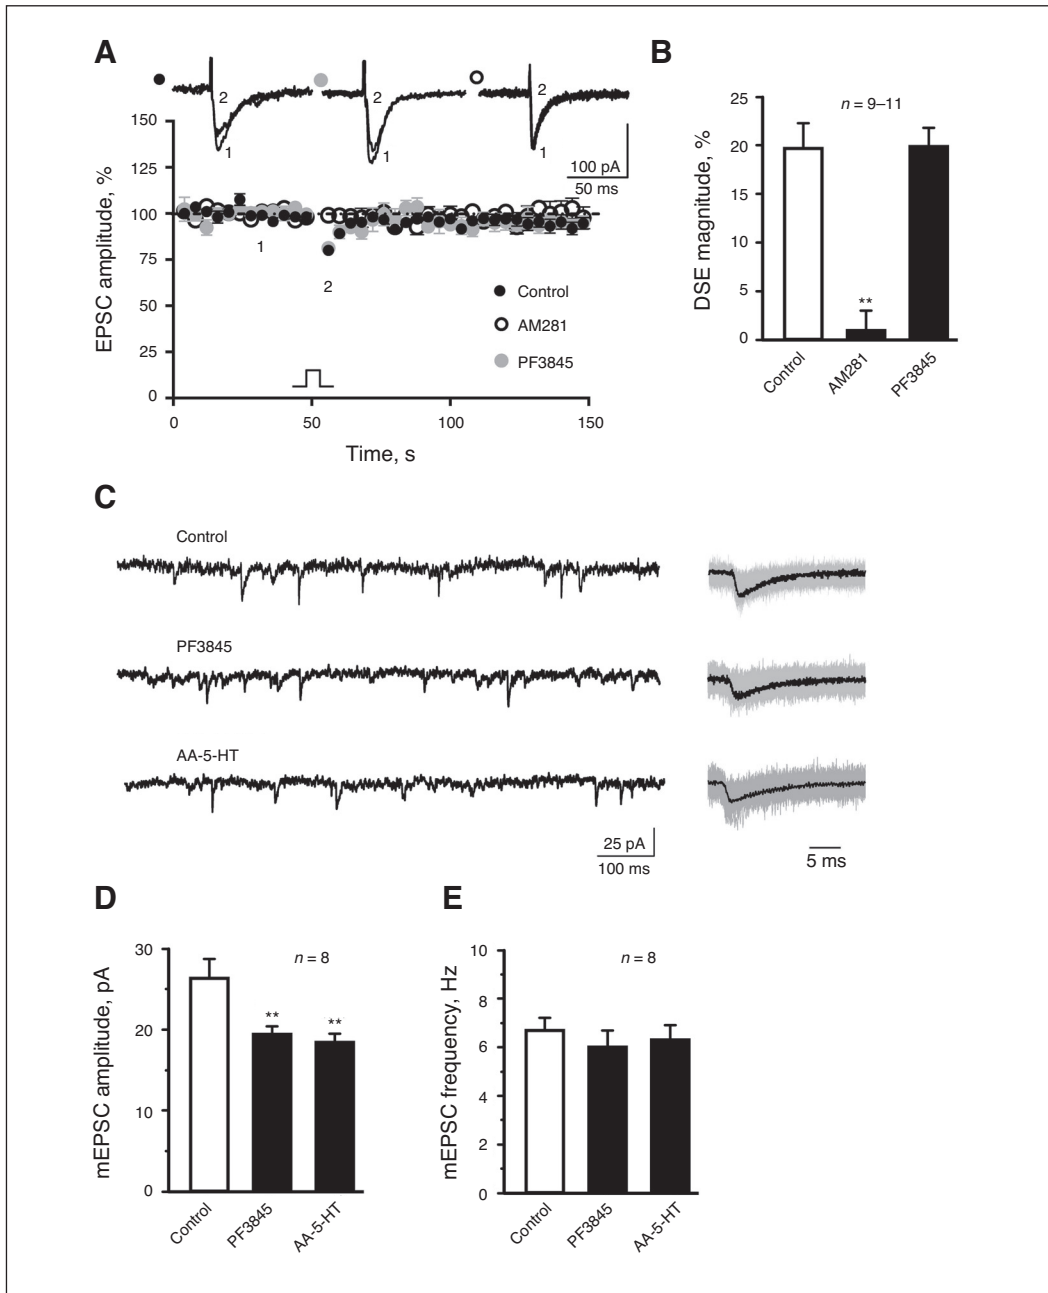 A
2
2
2
1
1
1
100 pA
50 ms
EPSC amplitude, %
150
125
100
75
50
25
0
1
2
Control
AM281
PF3845
0
50
100
150
Time, s
B
n = 9–11
DSE magnitude, %
25
20
15
10
5
0
**
Control
AM281
PF3845
C
Control
PF3845
AA-5-HT
25 pA
100 ms
5 ms
D
n = 8
mEPSC amplitude, pA
30
20
10
0
**
**
Control
PF3845
AA-5-HT
E
n = 8
mEPSC frequency, Hz
10
8
6
4
2
0
Control
PF3845
AA-5-HT